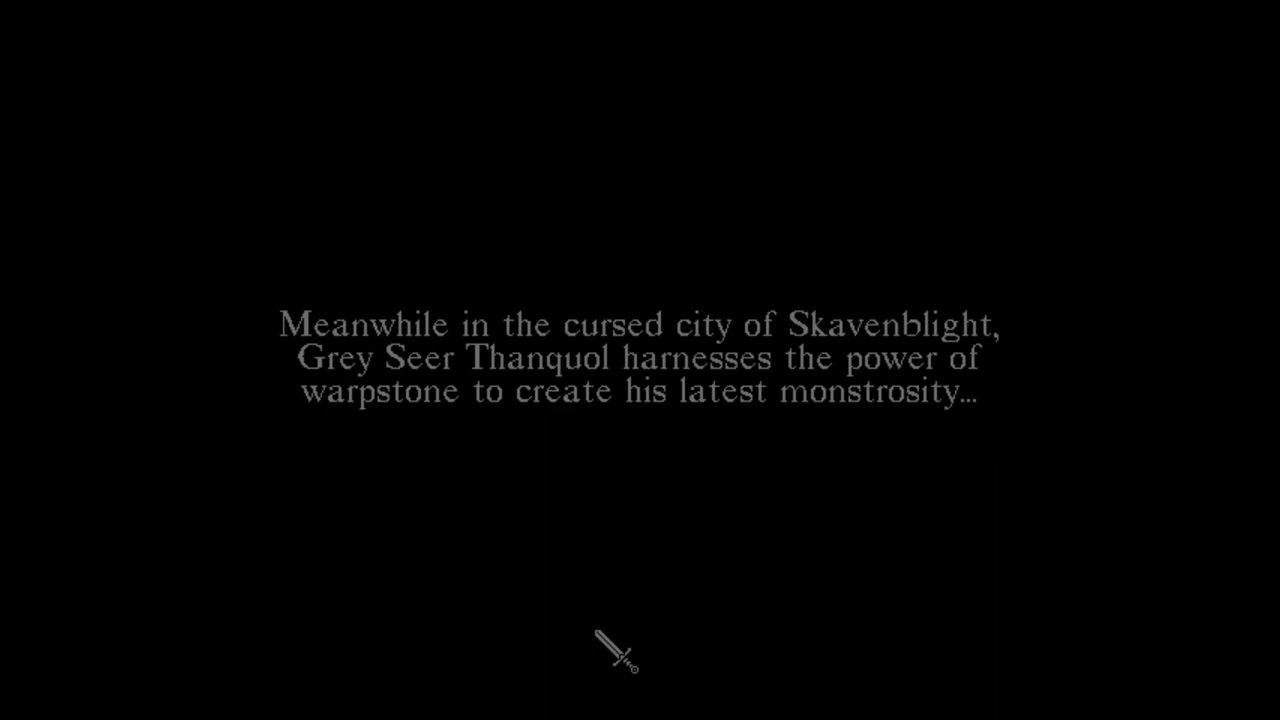 Meanwhile in the cursed city of Skavenblight,
Grey Seer Thanquol harnesses the power of
warpstone to create his latest monstrosity...